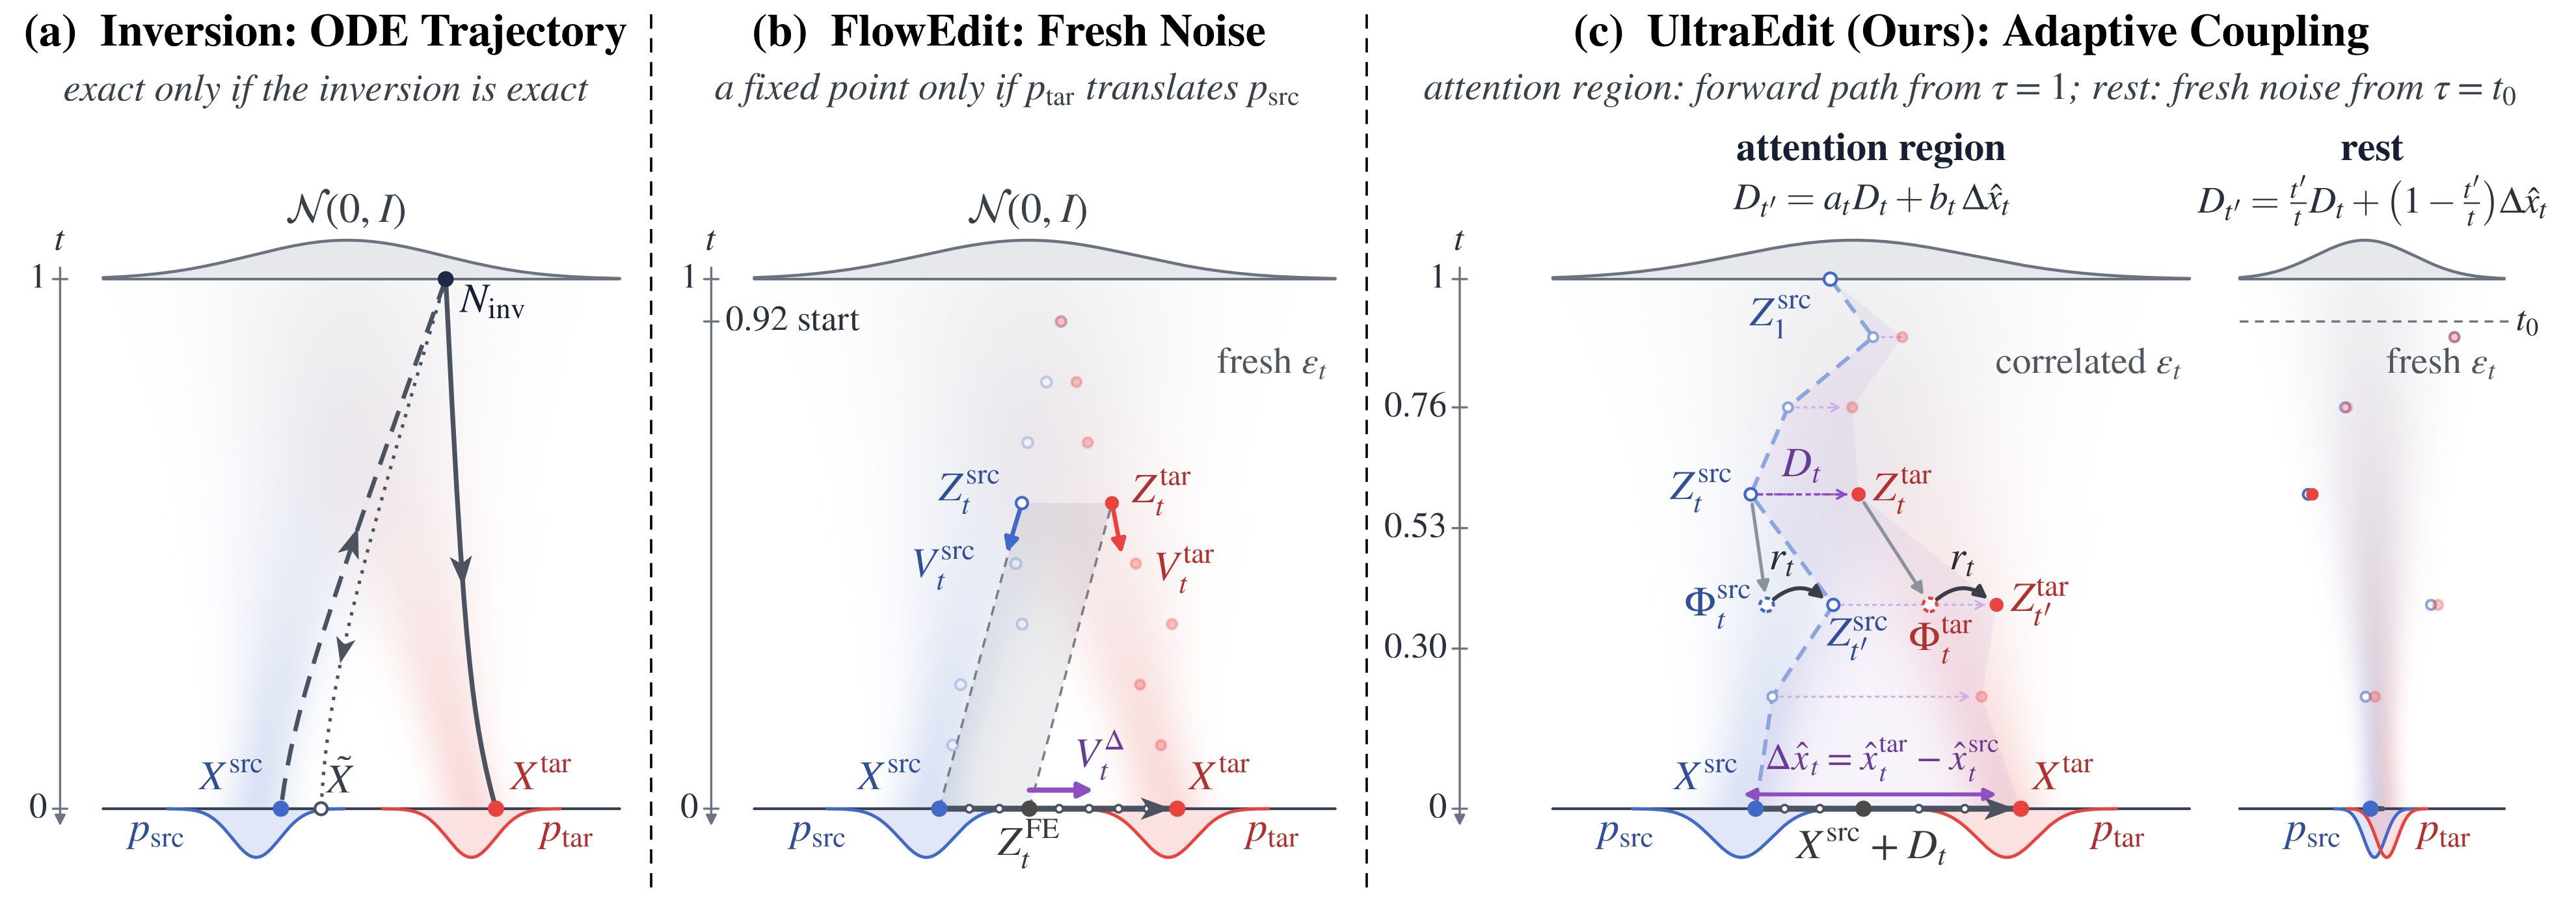 (a) Inversion: ODE Trajectory
exact only if the inversion is exact
𝒩(0, I)
t
1
N_inv
X^src
X̃
X^tar
0
p_src
p_tar
(b) FlowEdit: Fresh Noise
a fixed point only if p_tar translates p_src
𝒩(0, I)
t
1
0.92 start
fresh ε_t
Z_t^src
Z_t^tar
V_t^src
V_t^tar
V_t^Δ
X^src
X^tar
0
p_src
Z_t^FE
p_tar
(c) UltraEdit (Ours): Adaptive Coupling
attention region: forward path from τ = 1; rest: fresh noise from τ = t_0
attention region
D_{t′} = a_t D_t + b_t Δx̂_t
t
1
Z_1^src
correlated ε_t
0.76
D_t
Z_t^src
Z_t^tar
0.53
r_t
r_t
Φ_t^src
Z_{t′}^tar
Z_{t′}^src
Φ_t^tar
0.30
X^src
Δx̂_t = x̂_t^tar − x̂_t^src
X^tar
0
p_src
X^src + D_t
p_tar
rest
D_{t′} = t′/t D_t + (1 − t′/t) Δx̂_t
t_0
fresh ε_t
p_src
p_tar